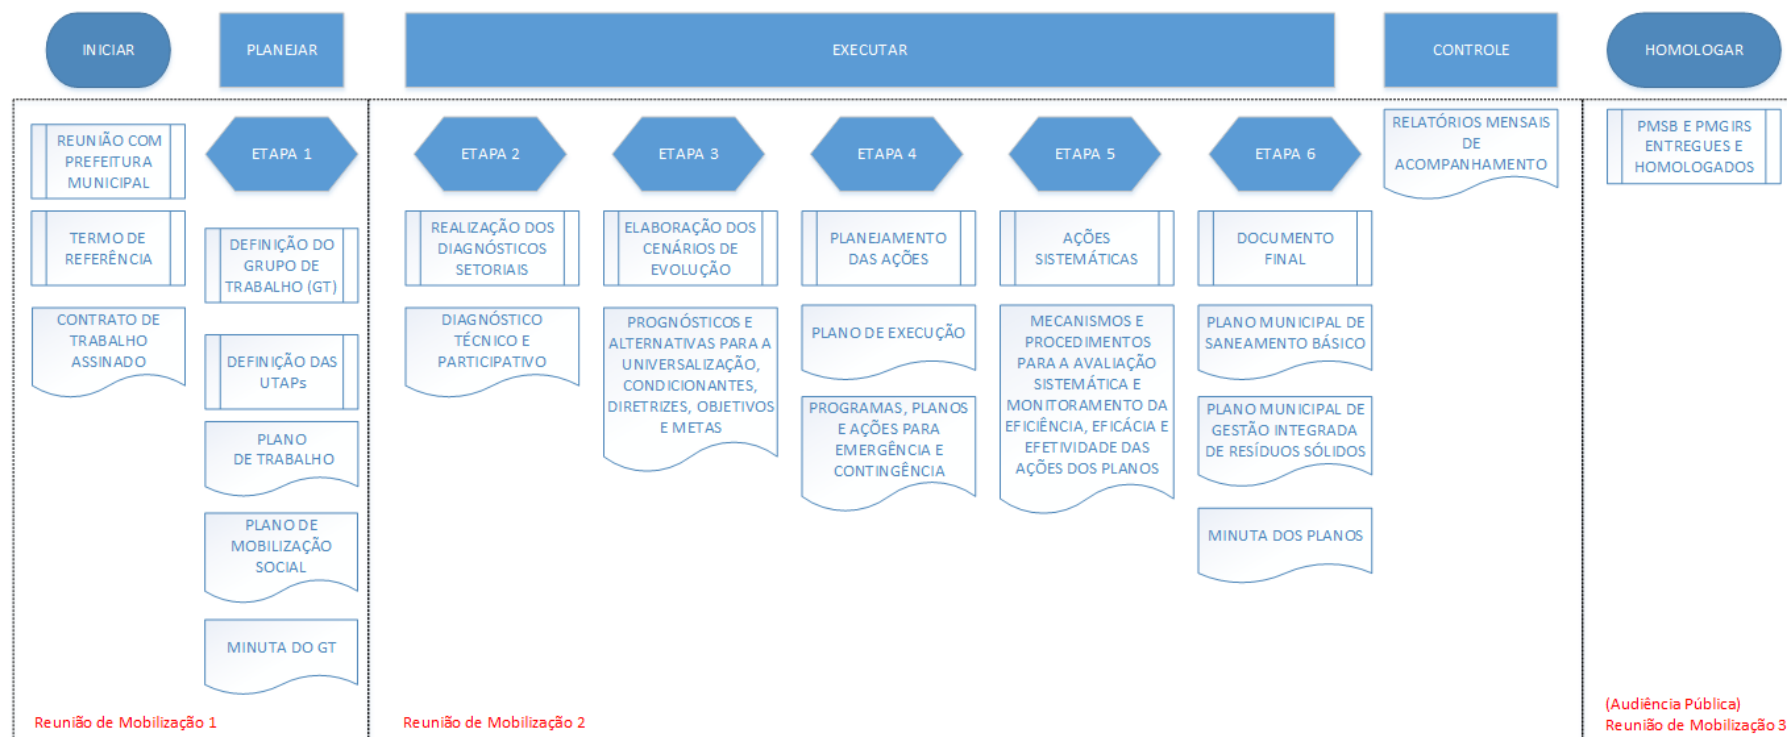 INICIAR
PLANEJAR
EXECUTAR
CONTROLE
HOMOLOGAR
REUNIÃO COM
PREFEITURA
MUNICIPAL
TERMO DE
REFERÊNCIA
CONTRATO DE
TRABALHO
ASSINADO
ETAPA 1
DEFINIÇÃO DO
GRUPO DE
TRABALHO (GT)
DEFINIÇÃO DAS
UTAPs
PLANO
DE TRABALHO
PLANO DE
MOBILIZAÇÃO
SOCIAL
MINUTA DO GT
Reunião de Mobilização 1
ETAPA 2
REALIZAÇÃO DOS
DIAGNÓSTICOS
SETORIAIS
DIAGNÓSTICO
TÉCNICO E
PARTICIPATIVO
ETAPA 3
ELABORAÇÃO DOS
CENÁRIOS DE
EVOLUÇÃO
PROGNÓSTICOS E
ALTERNATIVAS PARA A
UNIVERSALIZAÇÃO,
CONDICIONANTES,
DIRETRIZES, OBJETIVOS
E METAS
ETAPA 4
PLANEJAMENTO
DAS AÇÕES
PLANO DE EXECUÇÃO
PROGRAMAS, PLANOS
E AÇÕES PARA
EMERGÊNCIA E
CONTINGÊNCIA
ETAPA 5
AÇÕES
SISTEMÁTICAS
MECANISMOS E
PROCEDIMENTOS
PARA A AVALIAÇÃO
SISTEMÁTICA E
MONITORAMENTO DA
EFICIÊNCIA, EFICÁCIA E
EFETIVIDADE DAS
AÇÕES DOS PLANOS
ETAPA 6
DOCUMENTO
FINAL
PLANO MUNICIPAL DE
SANEAMENTO BÁSICO
PLANO MUNICIPAL DE
GESTÃO INTEGRADA
DE RESÍDUOS SÓLIDOS
MINUTA DOS PLANOS
RELATÓRIOS MENSAIS
DE
ACOMPANHAMENTO
Reunião de Mobilização 2
PMSB E PMGIRS
ENTREGUES E
HOMOLOGADOS
(Audiência Pública)
Reunião de Mobilização 3